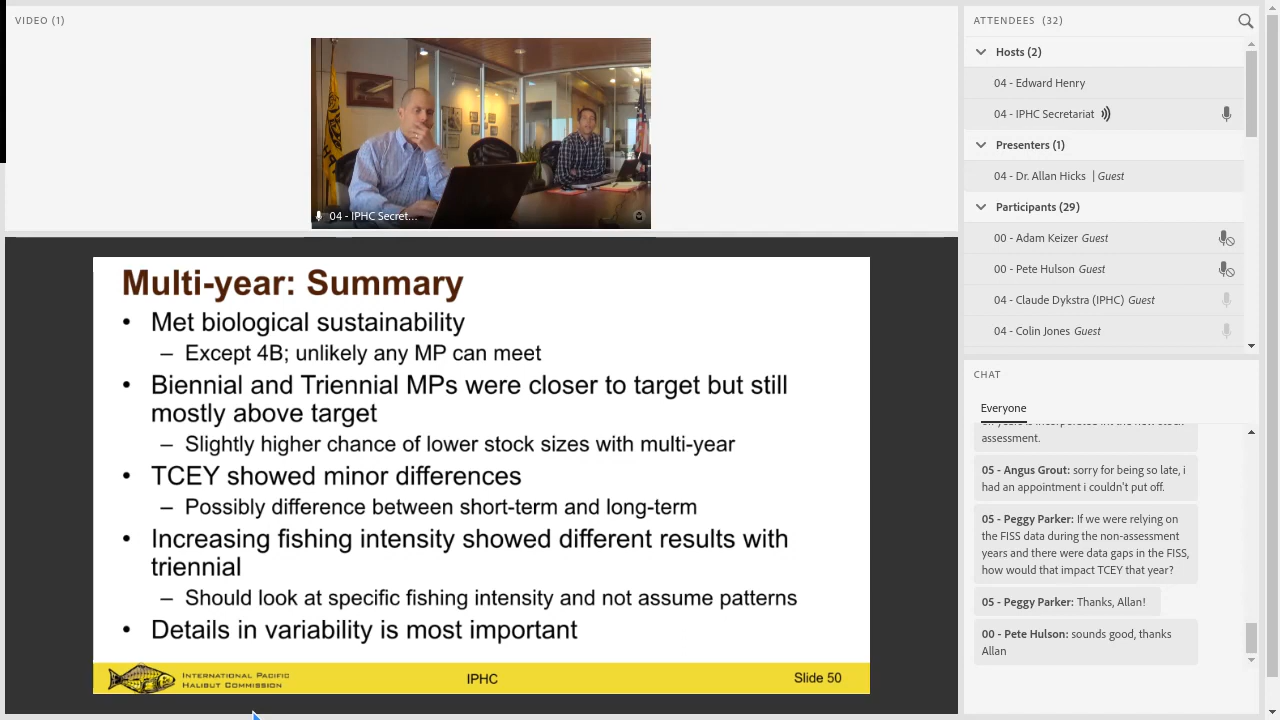 VIDEO (1)
04 - IPHC Secret...
Multi-year: Summary
• Met biological sustainability
– Except 4B; unlikely any MP can meet
• Biennial and Triennial MPs were closer to target but still
mostly above target
– Slightly higher chance of lower stock sizes with multi-year
• TCEY showed minor differences
– Possibly difference between short-term and long-term
• Increasing fishing intensity showed different results with
triennial
– Should look at specific fishing intensity and not assume patterns
• Details in variability is most important
INTERNATIONAL PACIFIC
HALIBUT COMMISSION
IPHC
Slide 50
ATTENDEES (32)
Hosts (2)
04 - Edward Henry
04 - IPHC Secretariat
Presenters (1)
04 - Dr. Allan Hicks | Guest
Participants (29)
00 - Adam Keizer Guest
00 - Pete Hulson Guest
04 - Claude Dykstra (IPHC) Guest
04 - Colin Jones Guest
CHAT
Everyone
assessment.
05 - Angus Grout: sorry for being so late, i
had an appointment i couldn't put off.
05 - Peggy Parker: If we were relying on
the FISS data during the non-assessment
years and there were data gaps in the FISS,
how would that impact TCEY that year?
05 - Peggy Parker: Thanks, Allan!
00 - Pete Hulson: sounds good, thanks
Allan